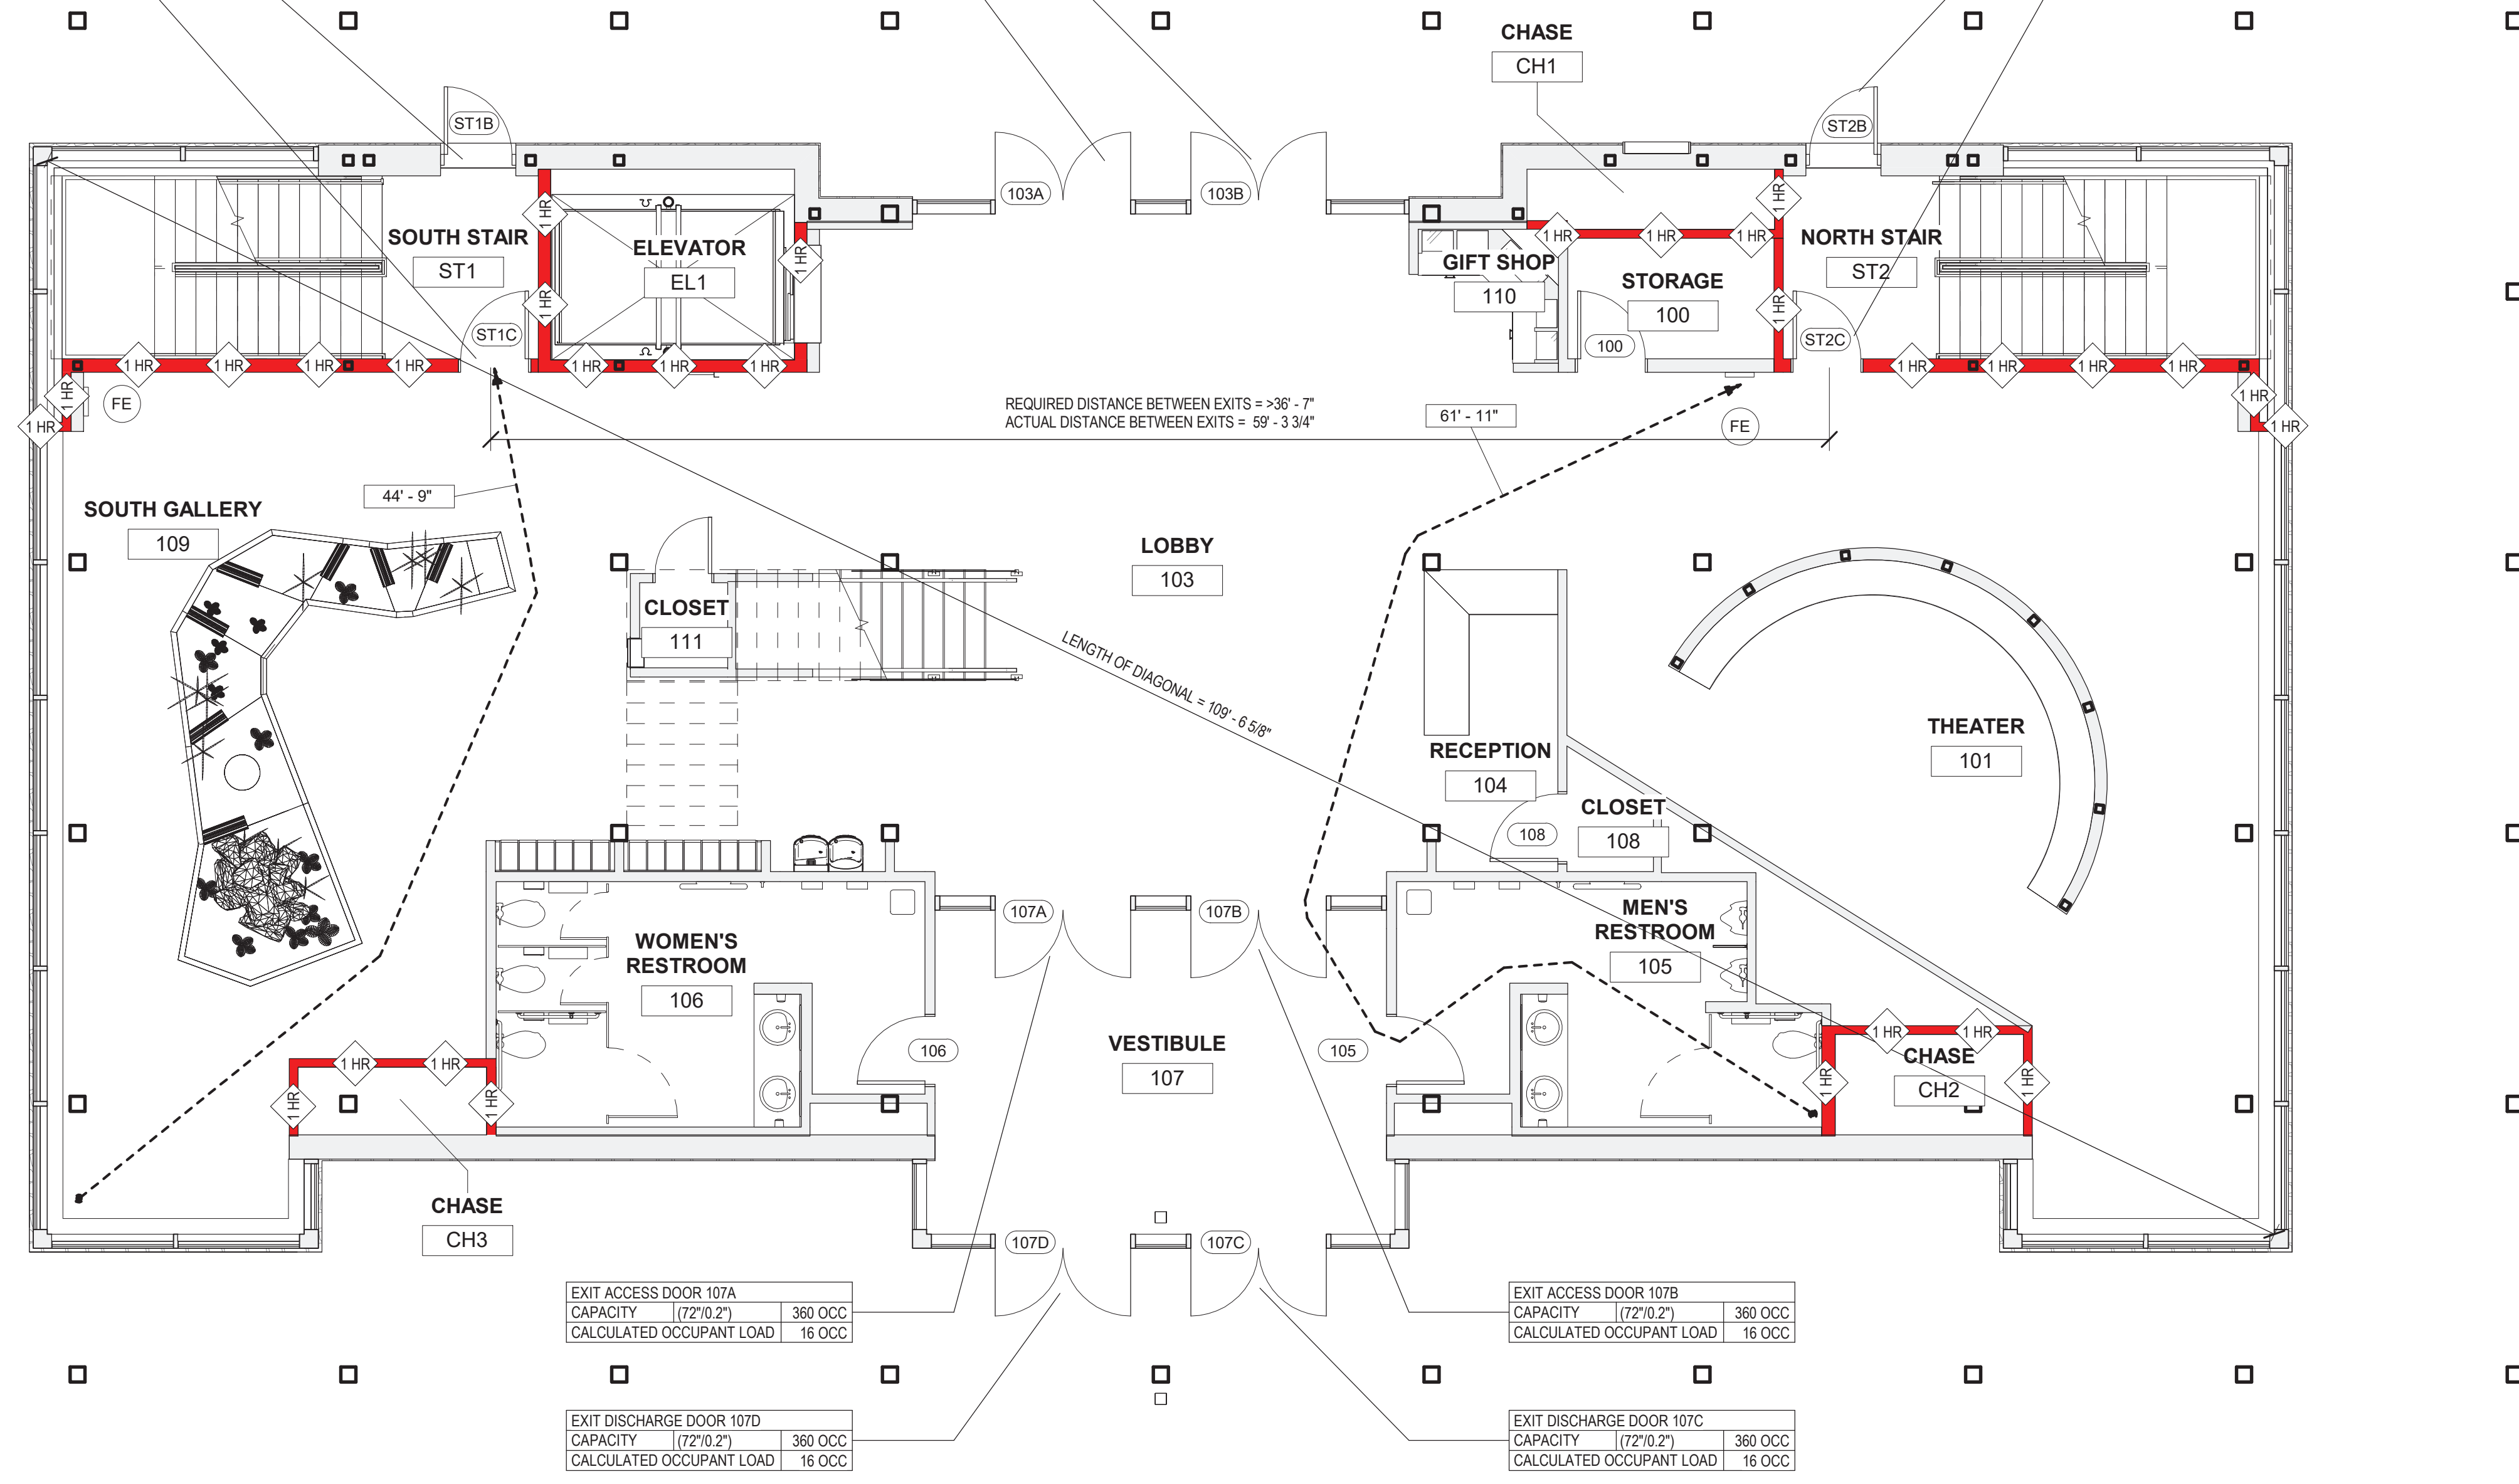 CHASE
CH1
ST1B
ST2B
103A
103B
1 HR
1 HR
SOUTH STAIR
ST1
ELEVATOR
EL1
1 HR
1 HR
1 HR
1 HR
1 HR
NORTH STAIR
ST2
GIFT SHOP
110
STORAGE
100
1 HR
1 HR
ST1C
100
ST2C
1 HR
1 HR
1 HR
1 HR
1 HR
1 HR
1 HR
1 HR
1 HR
1 HR
1 HR
1 HR
1 HR
FE
1 HR
REQUIRED DISTANCE BETWEEN EXITS = >36' - 7"
ACTUAL DISTANCE BETWEEN EXITS = 59' - 3 3/4"
61' - 11"
FE
1 HR
1 HR
SOUTH GALLERY
109
44' - 9"
LOBBY
103
CLOSET
111
LENGTH OF DIAGONAL = 109' - 6 5/8"
THEATER
101
RECEPTION
104
CLOSET
108
108
107A
107B
WOMEN'S
RESTROOM
106
MEN'S
RESTROOM
105
106
VESTIBULE
107
105
1 HR
1 HR
1 HR
1 HR
1 HR
1 HR
CHASE
CH2
1 HR
1 HR
CHASE
CH3
107D
107C
EXIT ACCESS DOOR 107A
CAPACITY (72"/0.2") 360 OCC
CALCULATED OCCUPANT LOAD 16 OCC
EXIT ACCESS DOOR 107B
CAPACITY (72"/0.2") 360 OCC
CALCULATED OCCUPANT LOAD 16 OCC
EXIT DISCHARGE DOOR 107D
CAPACITY (72"/0.2") 360 OCC
CALCULATED OCCUPANT LOAD 16 OCC
EXIT DISCHARGE DOOR 107C
CAPACITY (72"/0.2") 360 OCC
CALCULATED OCCUPANT LOAD 16 OCC